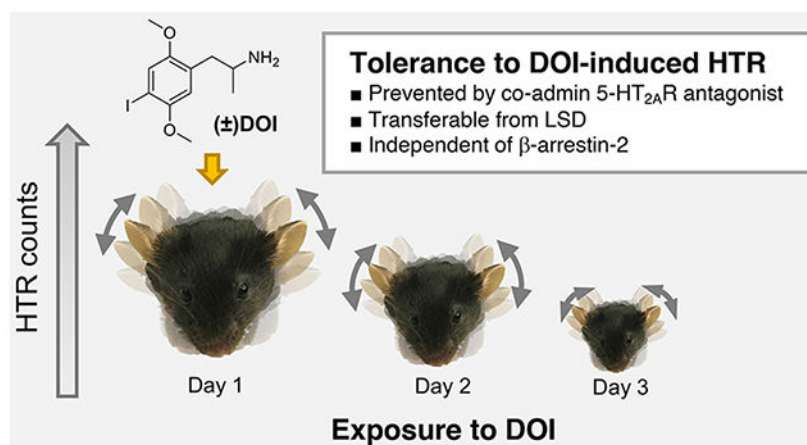 O
NH₂
I
O
(±)DOI
Tolerance to DOI-induced HTR
■ Prevented by co-admin 5-HT₂AR antagonist
■ Transferable from LSD
■ Independent of β-arrestin-2
HTR counts
Day 1
Day 2
Day 3
Exposure to DOI